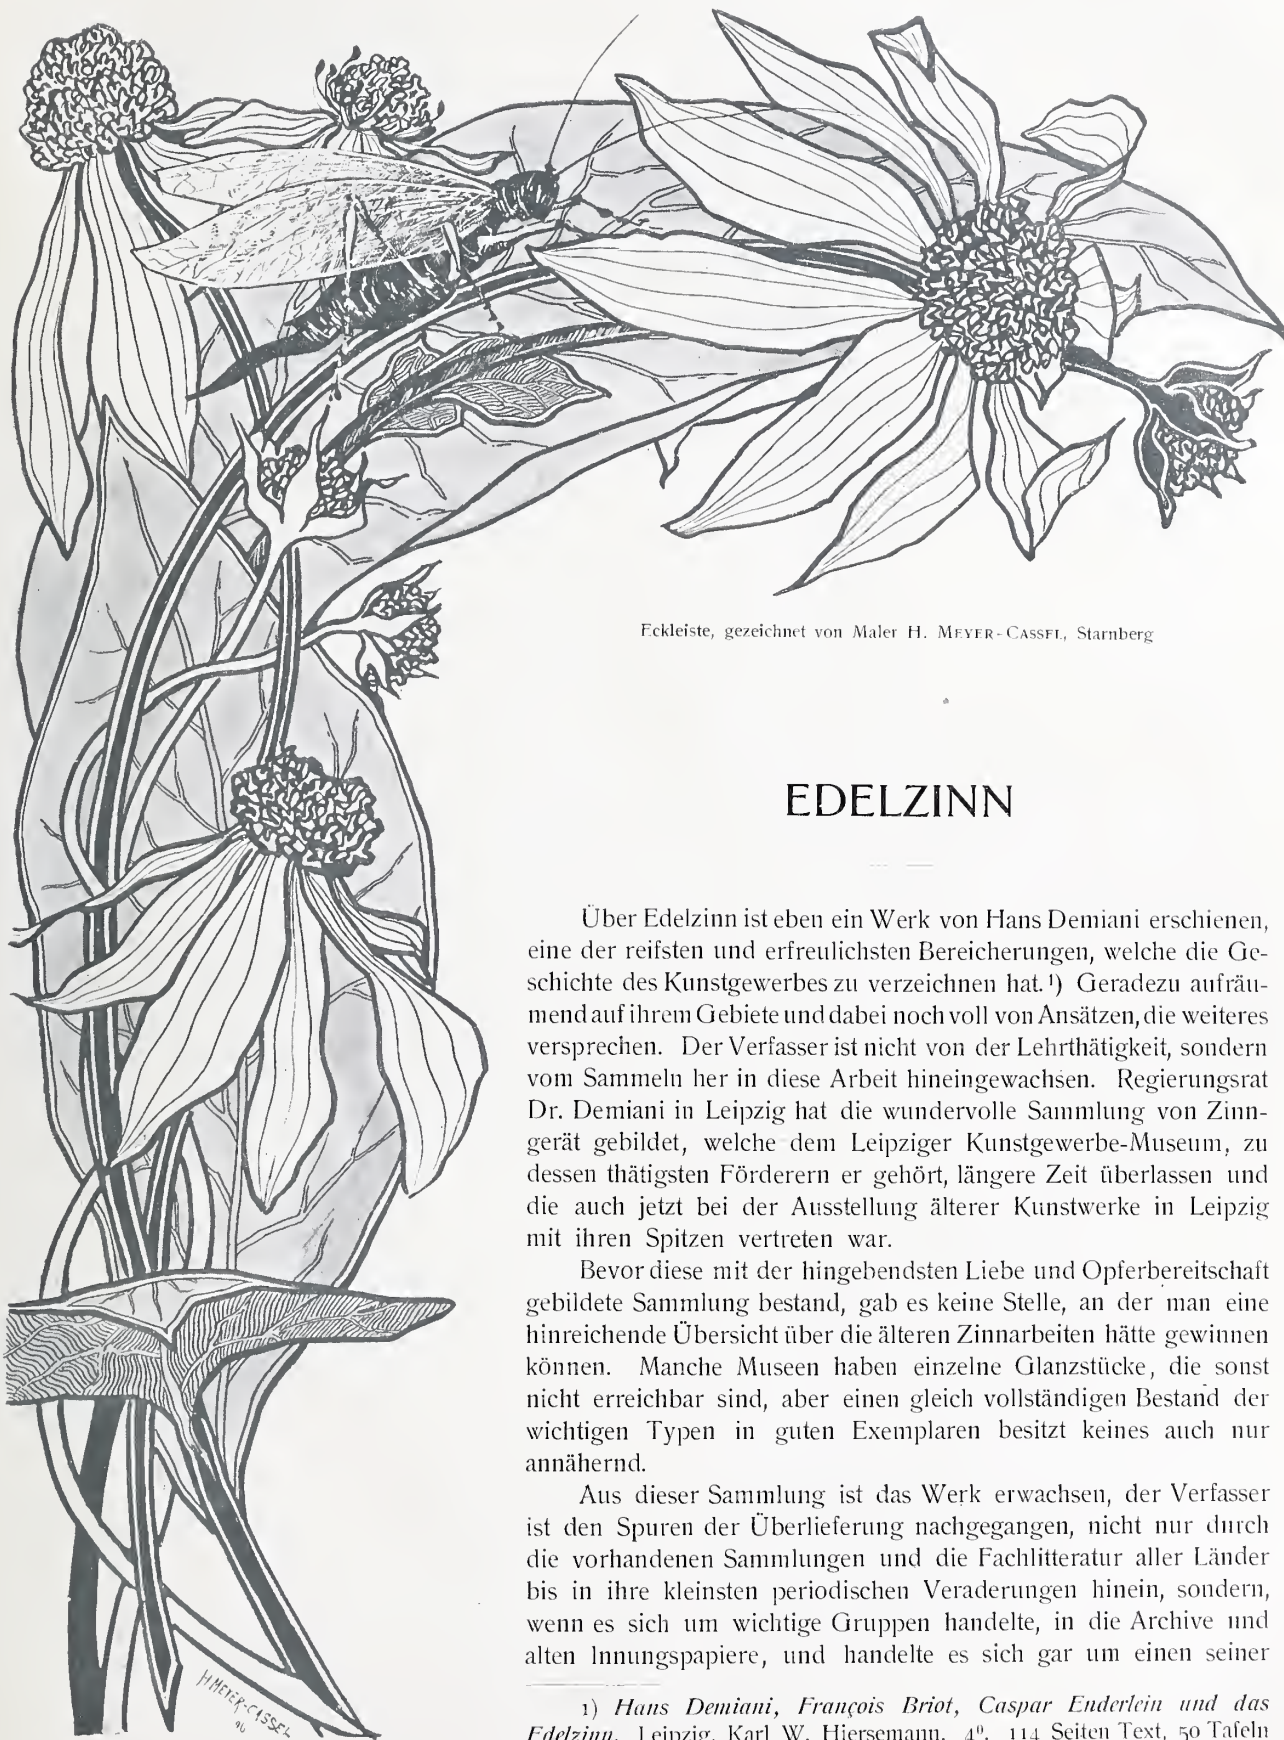 Eckleiste, gezeichnet von Maler H. MEYER-CASSEL, Starnberg
EDELZINN
Über Edelzinn ist eben ein Werk von Hans Demiani erschienen,
eine der reifsten und erfreulichsten Bereicherungen, welche die Ge-
schichte des Kunstgewerbes zu verzeichnen hat.¹) Geradezu aufräu-
mend auf ihrem Gebiete und dabei noch voll von Ansätzen, die weiteres
versprechen. Der Verfasser ist nicht von der Lehrthätigkeit, sondern
vom Sammeln her in diese Arbeit hineingewachsen. Regierungsrat
Dr. Demiani in Leipzig hat die wundervolle Sammlung von Zinn-
gerät gebildet, welche dem Leipziger Kunstgewerbe-Museum, zu
dessen thätigsten Förderern er gehört, längere Zeit überlassen und
die auch jetzt bei der Ausstellung älterer Kunstwerke in Leipzig
mit ihren Spitzen vertreten war.
Bevor diese mit der hingebendsten Liebe und Opferbereitschaft
gebildete Sammlung bestand, gab es keine Stelle, an der man eine
hinreichende Übersicht über die älteren Zinnarbeiten hätte gewinnen
können. Manche Museen haben einzelne Glanzstücke, die sonst
nicht erreichbar sind, aber einen gleich vollständigen Bestand der
wichtigen Typen in guten Exemplaren besitzt keines auch nur
annähernd.
Aus dieser Sammlung ist das Werk erwachsen, der Verfasser
ist den Spuren der Überlieferung nachgegangen, nicht nur durch
die vorhandenen Sammlungen und die Fachlitteratur aller Länder
bis in ihre kleinsten periodischen Veraderungen hinein, sondern,
wenn es sich um wichtige Gruppen handelte, in die Archive und
alten Innungspapiere, und handelte es sich gar um einen seiner
1) Hans Demiani, François Briot, Caspar Enderlein und das
Edelzinn. Leipzig, Karl W. Hiersemann. 4⁰. 114 Seiten Text, 50 Tafeln
H. MEYER-CASSEL